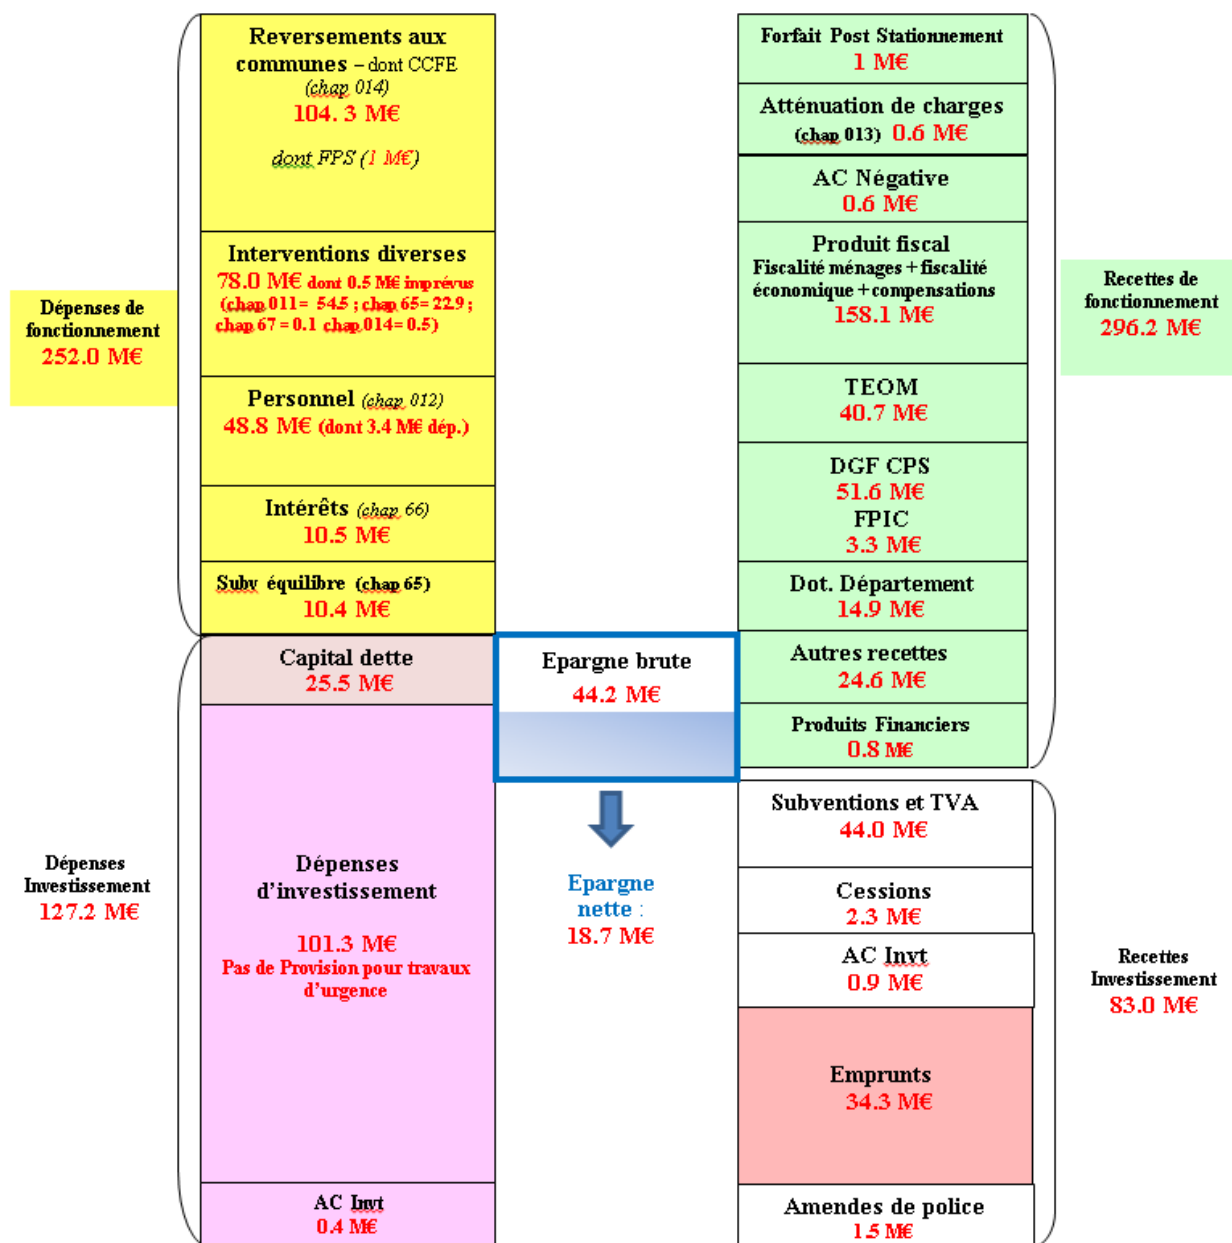 Reversements aux
communes – dont CCFE
(chap 014)
104. 3 M€
dont FPS (1 M€)
Interventions diverses
78.0 M€ dont 0.5 M€ imprévus
(chap 011= 54.5 ; chap 65= 22.9 ;
chap 67 = 0.1 chap 014= 0.5)
Dépenses de
fonctionnement
252.0 M€
Personnel (chap 012)
48.8 M€ (dont 3.4 M€ dép.)
Intérêts (chap 66)
10.5 M€
Subv équilibre (chap 65)
10.4 M€
Capital dette
25.5 M€
Dépenses
Investissement
127.2 M€
Dépenses
d’investissement
101.3 M€
Pas de Provision pour travaux
d’urgence
AC Invt
0.4 M€
Epargne brute
44.2 M€
Epargne
nette :
18.7 M€
Forfait Post Stationnement
1 M€
Atténuation de charges
(chap 013) 0.6 M€
AC Négative
0.6 M€
Produit fiscal
Fiscalité ménages + fiscalité
économique + compensations
158.1 M€
Recettes de
fonctionnement
296.2 M€
TEOM
40.7 M€
DGF CPS
51.6 M€
FPIC
3.3 M€
Dot. Département
14.9 M€
Autres recettes
24.6 M€
Produits Financiers
0.8 M€
Subventions et TVA
44.0 M€
Cessions
2.3 M€
AC Invt
0.9 M€
Recettes
Investissement
83.0 M€
Emprunts
34.3 M€
Amendes de police
1.5 M€